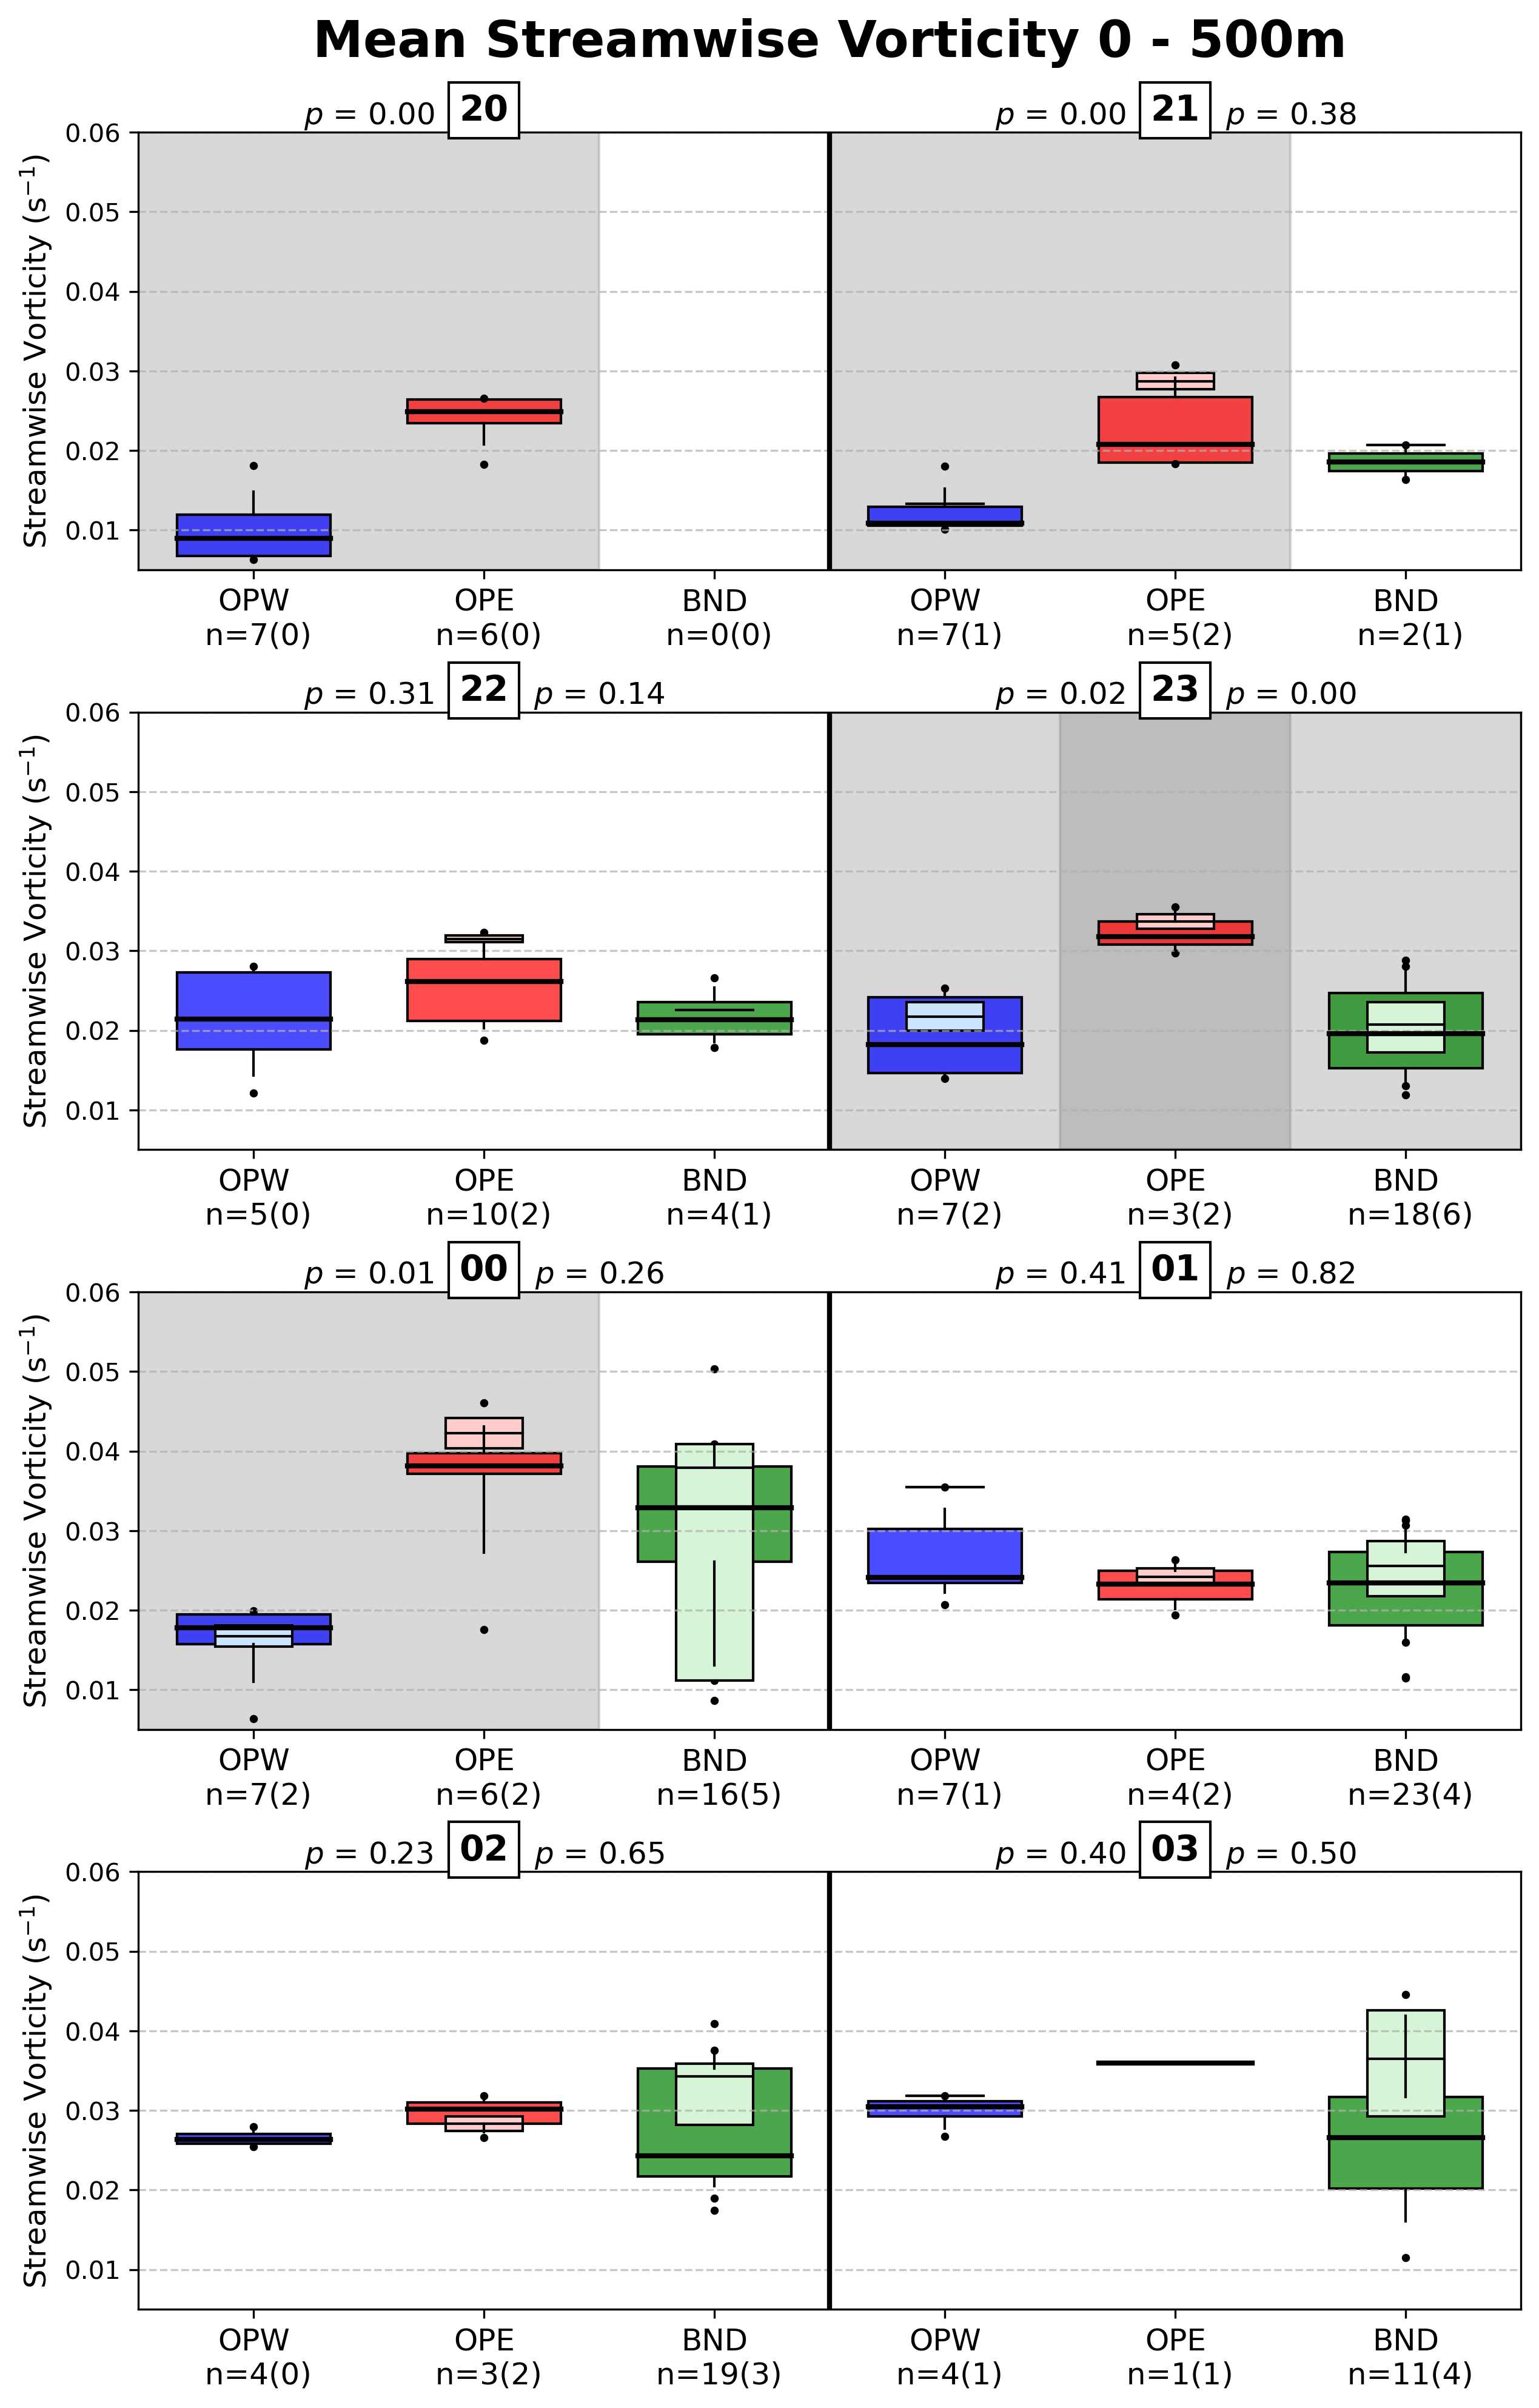 Mean Streamwise Vorticity 0 - 500m
p = 0.00 20
p = 0.00 21 p = 0.38
Streamwise Vorticity (s⁻¹)
0.06
0.05
0.04
0.03
0.02
0.01
OPW OPE BND OPW OPE BND
n=7(0) n=6(0) n=0(0) n=7(1) n=5(2) n=2(1)
p = 0.31 22 p = 0.14
p = 0.02 23 p = 0.00
Streamwise Vorticity (s⁻¹)
0.06
0.05
0.04
0.03
0.02
0.01
OPW OPE BND OPW OPE BND
n=5(0) n=10(2) n=4(1) n=7(2) n=3(2) n=18(6)
p = 0.01 00 p = 0.26
p = 0.41 01 p = 0.82
Streamwise Vorticity (s⁻¹)
0.06
0.05
0.04
0.03
0.02
0.01
OPW OPE BND OPW OPE BND
n=7(2) n=6(2) n=16(5) n=7(1) n=4(2) n=23(4)
p = 0.23 02 p = 0.65
p = 0.40 03 p = 0.50
Streamwise Vorticity (s⁻¹)
0.06
0.05
0.04
0.03
0.02
0.01
OPW OPE BND OPW OPE BND
n=4(0) n=3(2) n=19(3) n=4(1) n=1(1) n=11(4)